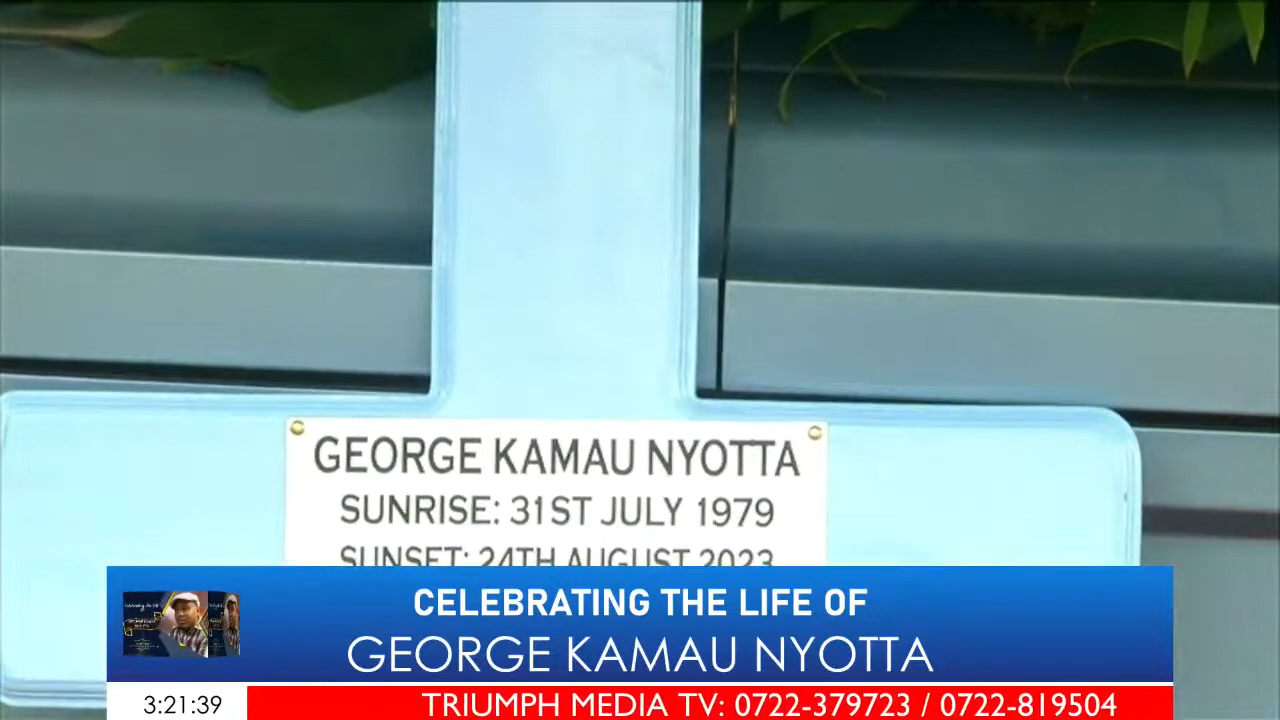 GEORGE KAMAU NYOTTA
SUNRISE: 31ST JULY 1979
SUNSET: 24TH AUGUST 2023
CELEBRATING THE LIFE OF
GEORGE KAMAU NYOTTA
3:21:39
TRIUMPH MEDIA TV: 0722-379723 / 0722-819504